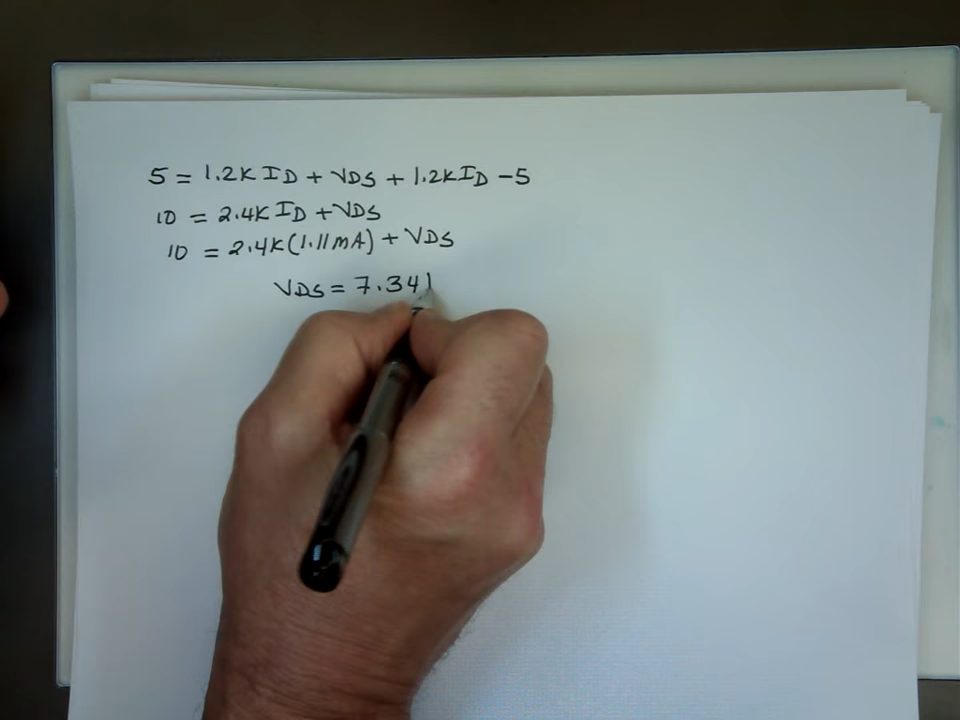 5 = 1.2K ID + VDS + 1.2K ID - 5
10 = 2.4K ID + VDS
10 = 2.4K (1.11mA) + VDS
VDS = 7.341